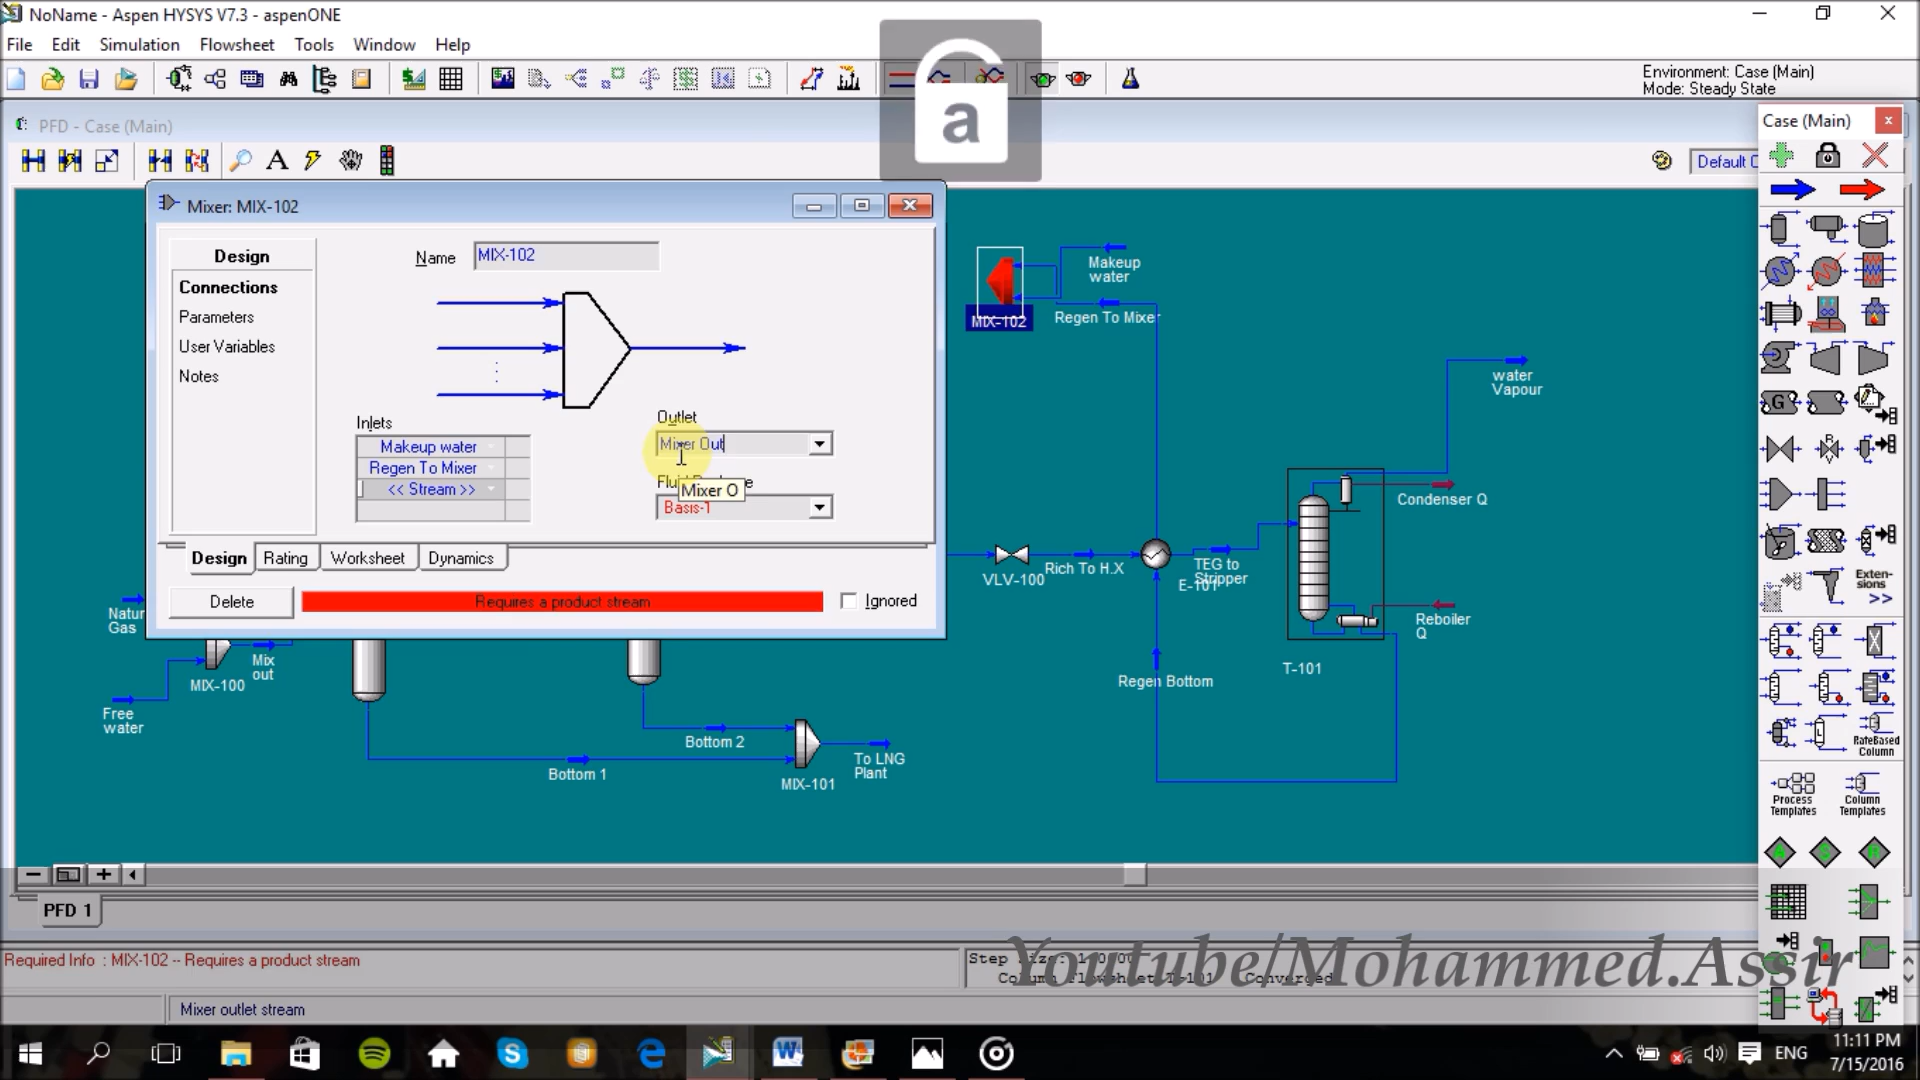 NoName - Aspen HYSYS V7.3 - aspenONE
File Edit Simulation Flowsheet Tools Window Help
a
Environment: Case (Main)
Mode: Steady State
PFD - Case (Main)
Case (Main)
A
Default
Mixer: MIX-102
Design
Connections
Parameters
User Variables
Notes
Name
MIX-102
Inlets
Makeup water
Regen To Mixer
<< Stream >>
Outlet
Mixer Out
Mixer O
Basis-1
Design Rating Worksheet Dynamics
Delete
Requires a product stream
Ignored
Makeup
water
MIX-102
Regen To Mixer
water
Vapour
Condenser Q
VLV-100
Rich To H.X
TEG to
Stripper
E-101
Reboiler
Q
T-101
Regen Bottom
Natur
Gas
Mix
out
MIX-100
Free
water
Bottom 2
Bottom 1
MIX-101
To LNG
Plant
G
Exten-
sions
>>
RateBased
Column
Process
Templates
Column
Templates
A
S
R
PFD 1
Required Info : MIX-102 -- Requires a product stream
Column Flowsheet T-101 Converged
Youtube/Mohammed.Assir
Mixer outlet stream
ENG
11:11 PM
7/15/2016